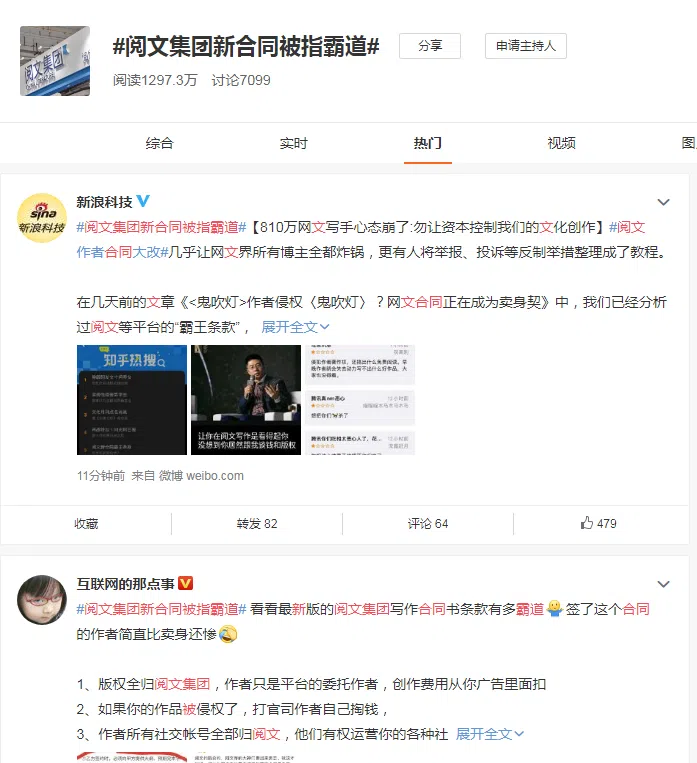 阅文集团
#阅文集团新合同被指霸道#
分享
申请主持人
阅读1297.3万 讨论7099
综合 实时 热门 视频 图
sina
新浪科技
新浪科技
#阅文集团新合同被指霸道#【810万网文写手心态崩了:勿让资本控制我们的文化创作】#阅文
作者合同大改#几乎让网文界所有博主全都炸锅，更有人将举报、投诉等反制举措整理成了教程。
在几天前的文章《<鬼吹灯>作者侵权〈鬼吹灯〉？网文合同正在成为卖身契》中，我们已经分析
过阅文等平台的“霸王条款”， 展开全文
知乎热搜
让你在阅文写作是看得起你
没想到你居然跟我谈钱和版权
11分钟前 来自 微博 weibo.com
收藏 转发 82 评论 64 479
互联网的那点事
#阅文集团新合同被指霸道# 看看最新版的阅文集团写作合同书条款有多霸道 签了这个合同
的作者简直比卖身还惨
1、版权全归阅文集团，作者只是平台的委托作者，创作费用从你广告里面扣
2、如果你的作品被侵权了，打官司作者自己掏钱，
3、作者所有社交帐号全部归阅文，他们有权运营你的各种社 展开全文